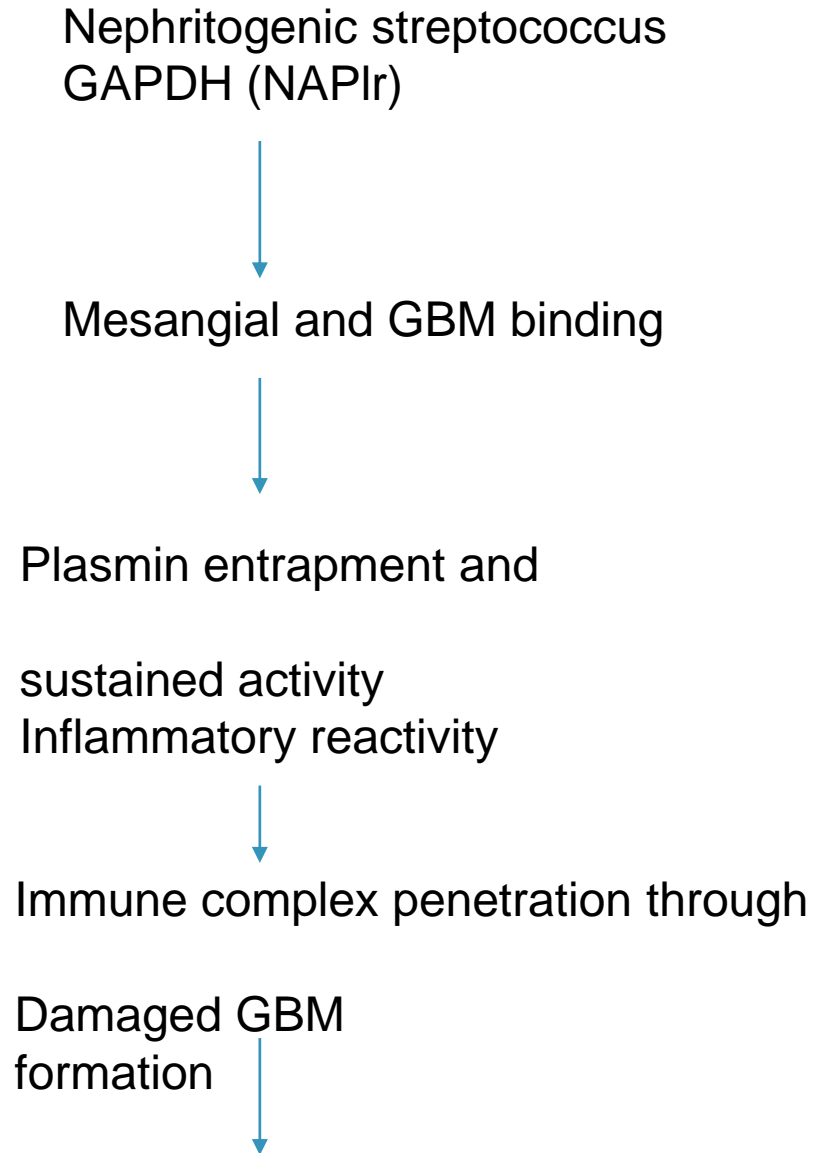 Nephritogenic streptococcus
GAPDH (NAPlr)
Mesangial and GBM binding
Plasmin entrapment and
sustained activity
Inflammatory reactivity
Immune complex penetration through
Damaged GBM
formation